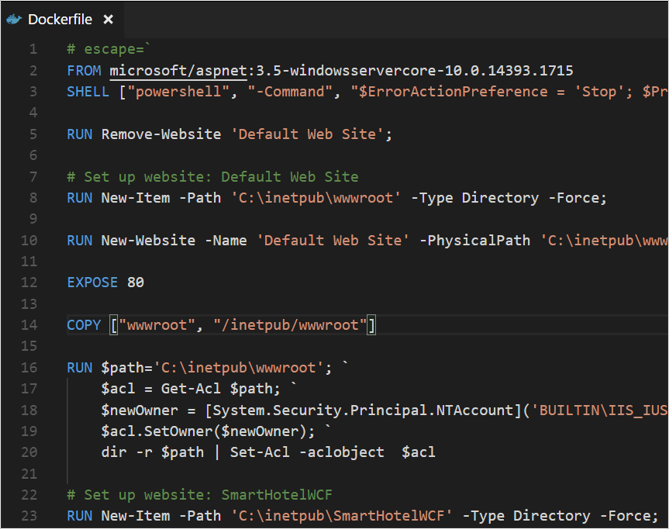 Dockerfile ×
1 # escape=`
2 FROM microsoft/aspnet:3.5-windowsservercore-10.0.14393.1715
3 SHELL ["powershell", "-Command", "$ErrorActionPreference = 'Stop'; $Pr
4
5 RUN Remove-Website 'Default Web Site';
6
7 # Set up website: Default Web Site
8 RUN New-Item -Path 'C:\inetpub\wwwroot' -Type Directory -Force;
9
10 RUN New-Website -Name 'Default Web Site' -PhysicalPath 'C:\inetpub\www
11
12 EXPOSE 80
13
14 COPY ["wwwroot", "/inetpub/wwwroot"]
15
16 RUN $path='C:\inetpub\wwwroot'; `
17 $acl = Get-Acl $path; `
18 $newOwner = [System.Security.Principal.NTAccount]('BUILTIN\IIS_IUS
19 $acl.SetOwner($newOwner); `
20 dir -r $path | Set-Acl -aclobject  $acl
21
22 # Set up website: SmartHotelWCF
23 RUN New-Item -Path 'C:\inetpub\SmartHotelWCF' -Type Directory -Force;